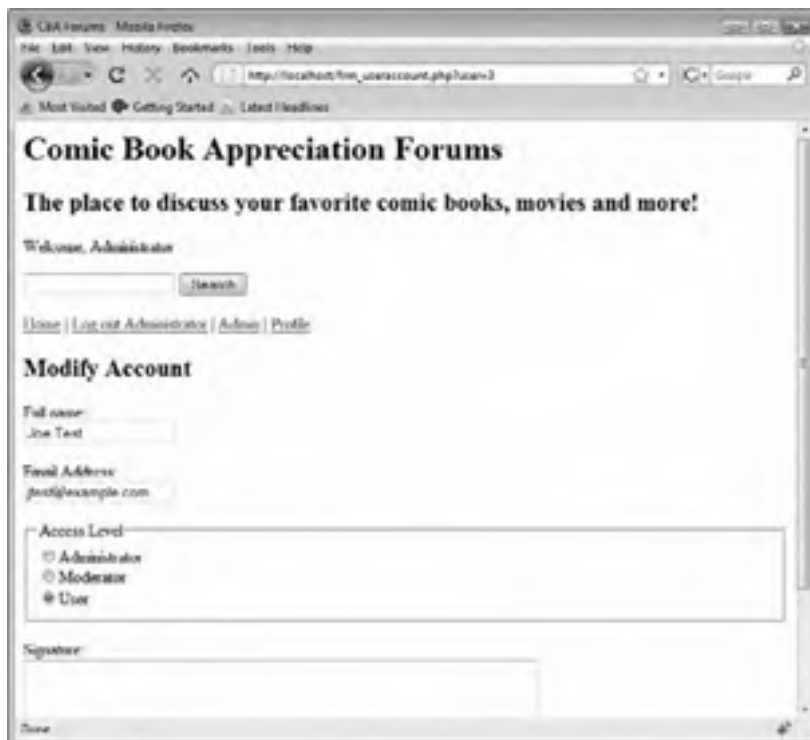 CBA Forums - Mozilla Firefox
File Edit View History Bookmarks Tools Help
http://localhost/frm_useraccount.php?user=3
Google
Most Visited Getting Started Latest Headlines
Comic Book Appreciation Forums
The place to discuss your favorite comic books, movies and more!
Welcome, Administrator
Search
Home | Log out Administrator | Admin | Profile
Modify Account
Full name:
Joe Test
Email Address:
jtest@example.com
Access Level
Administrator
Moderator
User
Signature:
Done